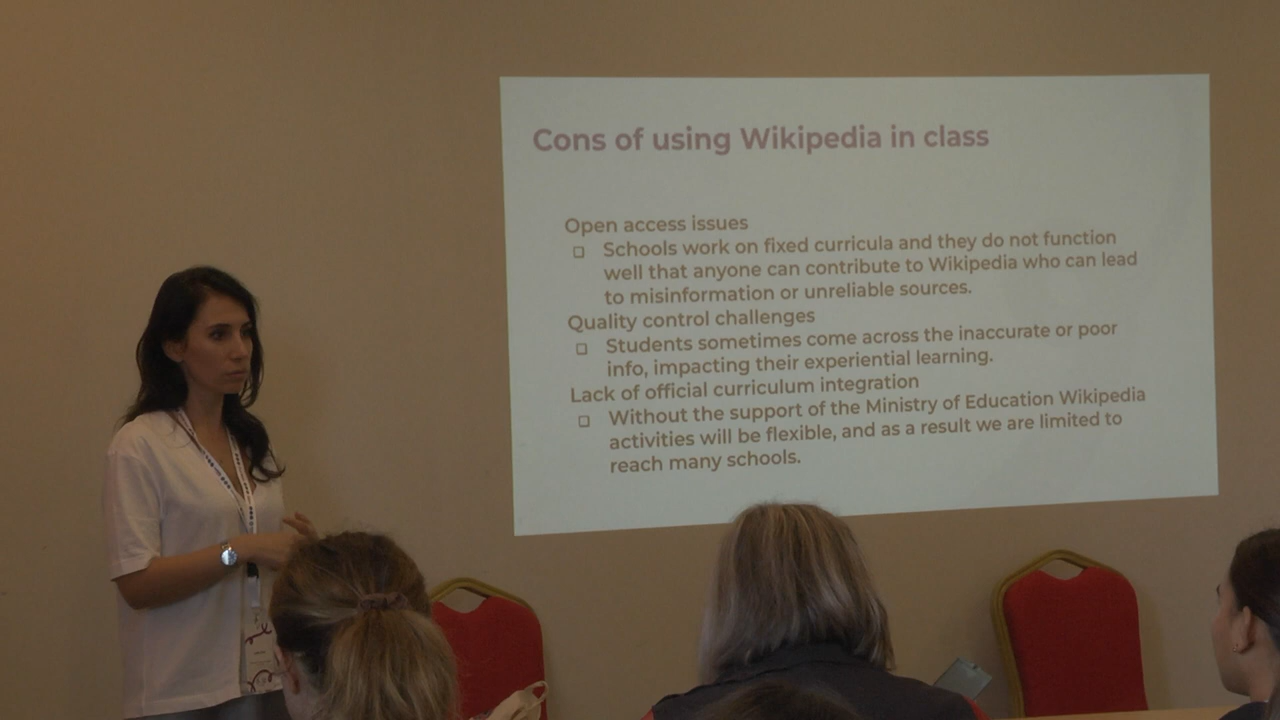 Cons of using Wikipedia in class
Open access issues
Schools work on fixed curricula and they do not function
well that anyone can contribute to Wikipedia who can lead
to misinformation or unreliable sources.
Quality control challenges
Students sometimes come across the inaccurate or poor
info, impacting their experiential learning.
Lack of official curriculum integration
Without the support of the Ministry of Education Wikipedia
activities will be flexible, and as a result we are limited to
reach many schools.